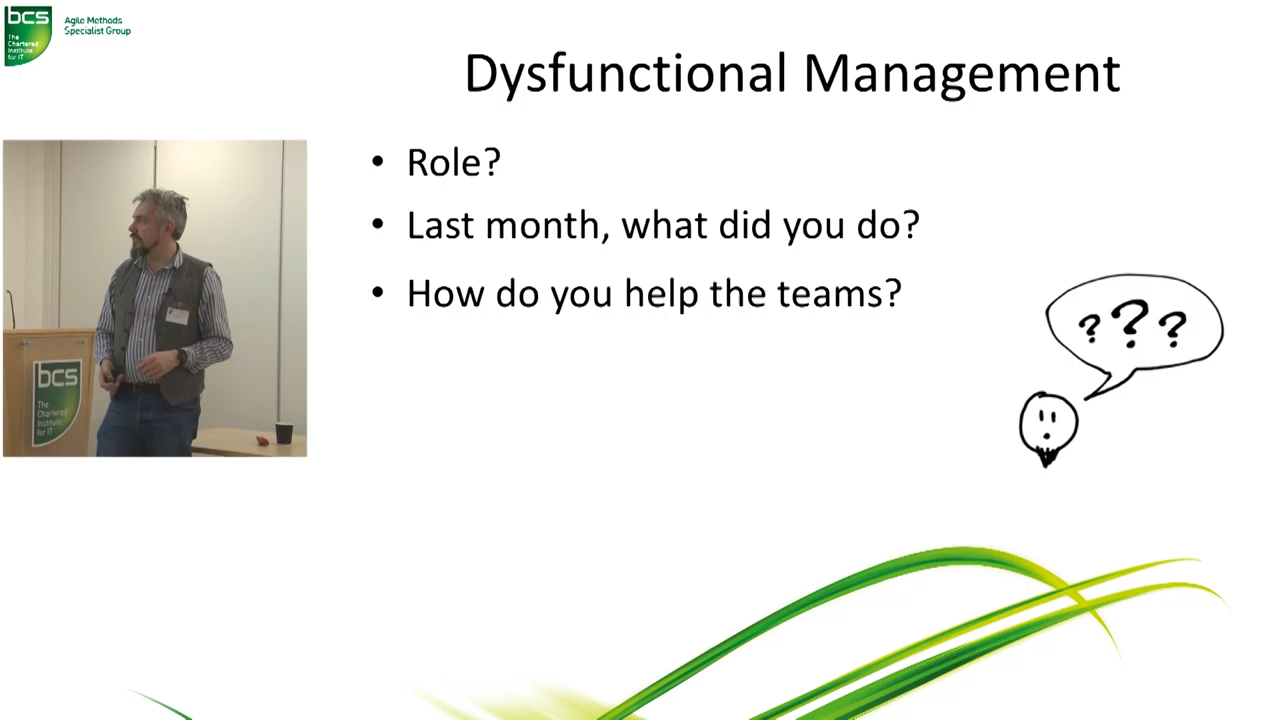 bcs
The
Chartered
Institute
for IT
Agile Methods
Specialist Group
Dysfunctional Management
• Role?
• Last month, what did you do?
• How do you help the teams?
? ? ?
bcs
The
Chartered
Institute
for IT